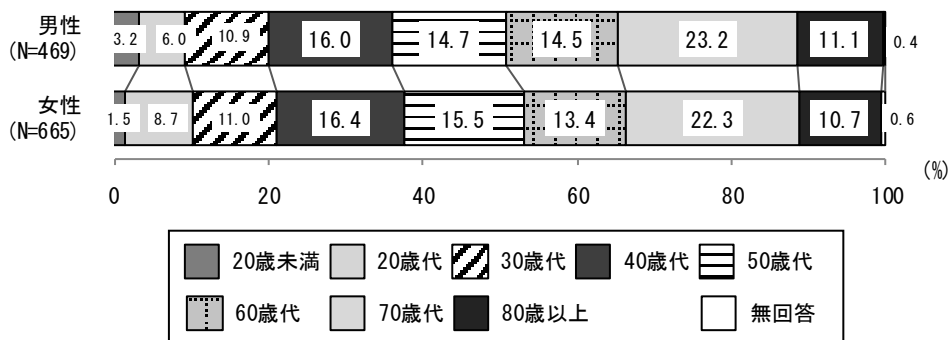 男性
(N=469)
3.2 6.0 10.9 16.0 14.7 14.5 23.2 11.1 0.4
女性
(N=665)
1.5 8.7 11.0 16.4 15.5 13.4 22.3 10.7 0.6
(%)
0 20 40 60 80 100
20歳未満 20歳代 30歳代 40歳代 50歳代
60歳代 70歳代 80歳以上 無回答